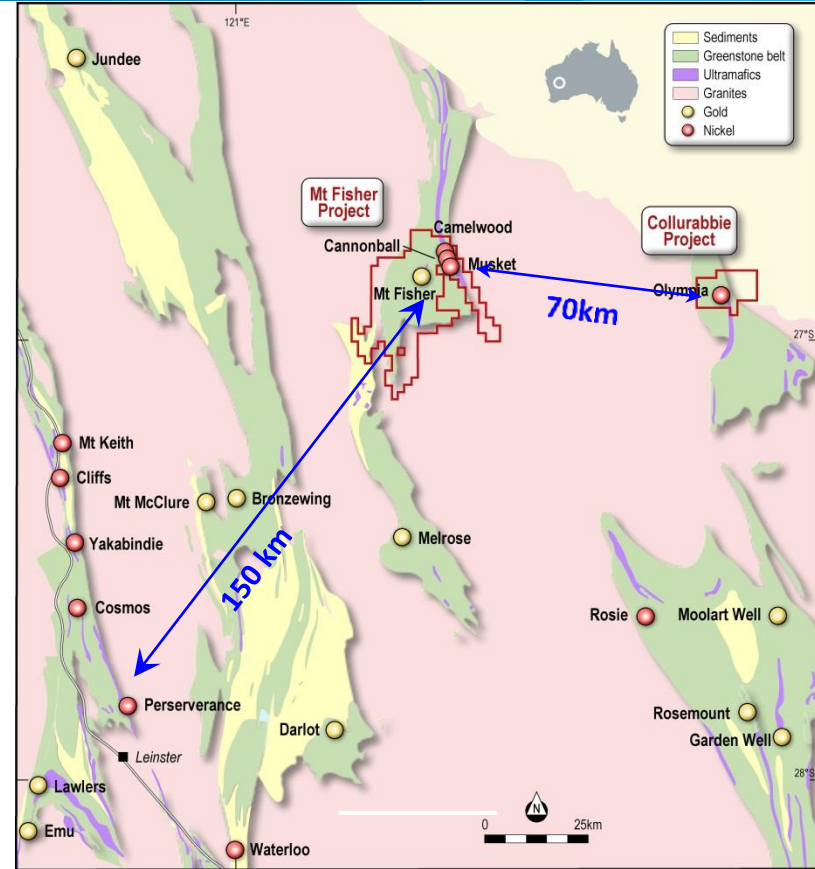 121°E
Jundee
Sediments
Greenstone belt
Ultramafics
Granites
Gold
Nickel
Mt Fisher
Project
Collurabbie
Project
Camelwood
Cannonball
Musket
Mt Fisher
Olympia
70km
27°S
Mt Keith
Cliffs
Mt McClure
Bronzewing
Melrose
Yakabindie
150 km
Cosmos
Rosie
Moolart Well
Perserverance
Rosemount
Darlot
Garden Well
Leinster
28°S
Lawlers
N
0
25km
Emu
Waterloo